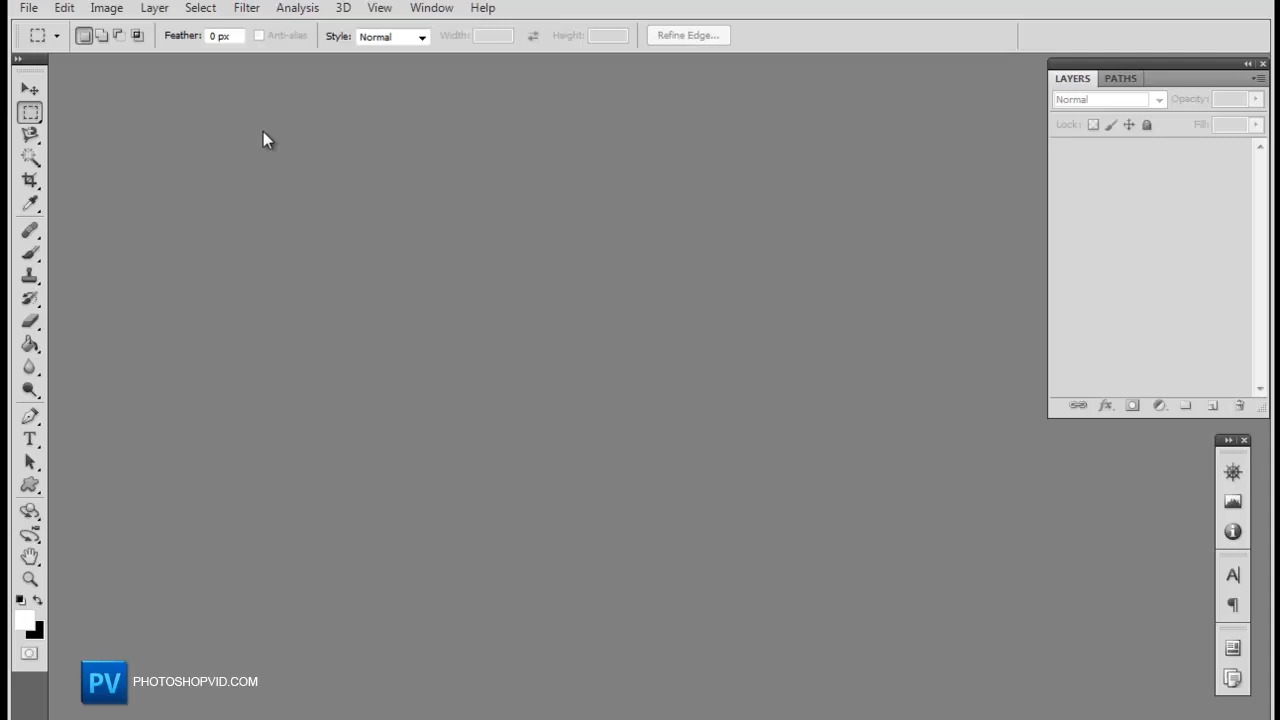 File Edit Image Layer Select Filter Analysis 3D View Window Help
Feather: 0 px Anti-alias Style: Normal Width: Height: Refine Edge...
LAYERS PATHS
Normal Opacity:
Lock: Fill:
T
A
¶
PV PHOTOSHOPVID.COM